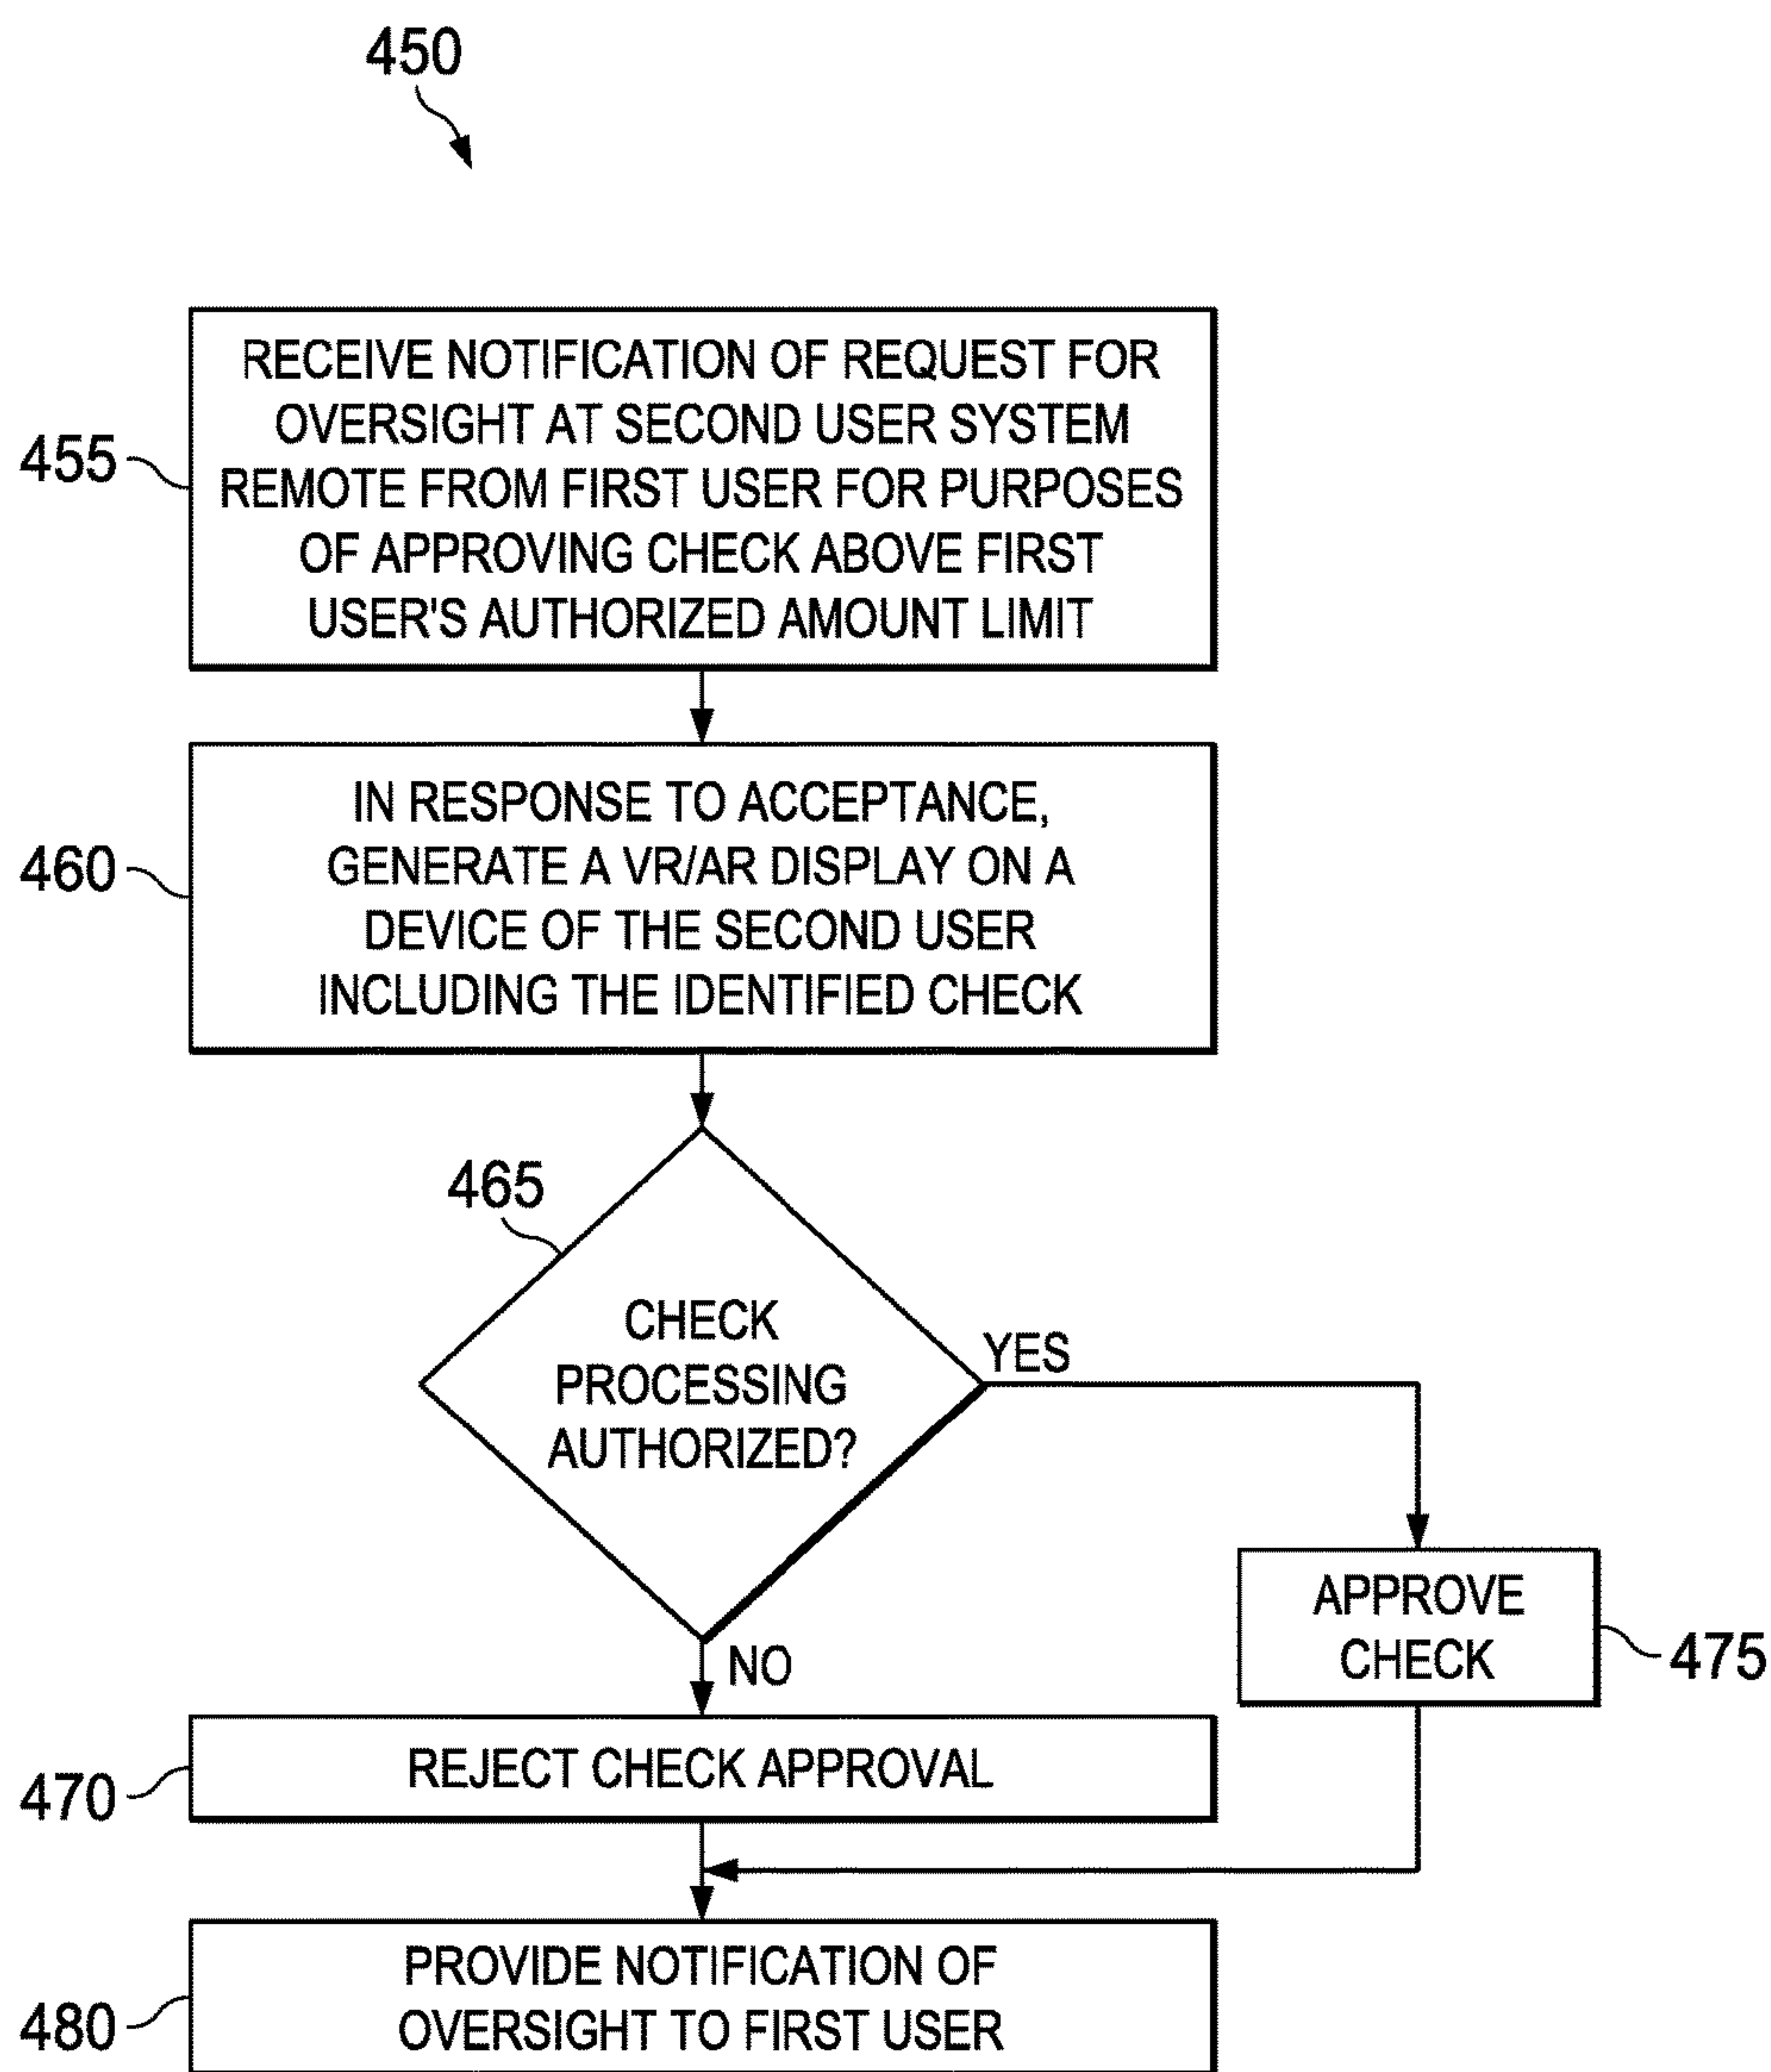 450
455
RECEIVE NOTIFICATION OF REQUEST FOR
OVERSIGHT AT SECOND USER SYSTEM
REMOTE FROM FIRST USER FOR PURPOSES
OF APPROVING CHECK ABOVE FIRST
USER'S AUTHORIZED AMOUNT LIMIT
460
IN RESPONSE TO ACCEPTANCE,
GENERATE A VR/AR DISPLAY ON A
DEVICE OF THE SECOND USER
INCLUDING THE IDENTIFIED CHECK
465
CHECK
PROCESSING
AUTHORIZED?
YES
NO
APPROVE
CHECK
475
470
REJECT CHECK APPROVAL
480
PROVIDE NOTIFICATION OF
OVERSIGHT TO FIRST USER